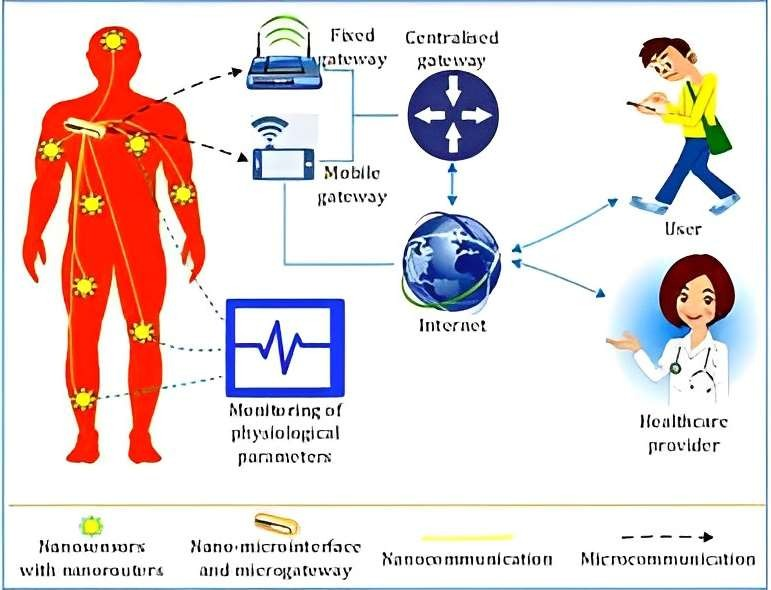 Fixed
gateway
Centralized
gateway
Mobile
gateway
User
Internet
Monitoring of
physiological
parameters
Healthcare
provider
Nanosensors
with nanorouters
Nano-microinterface
and microgateway
Nanocommunication
Microcommunication